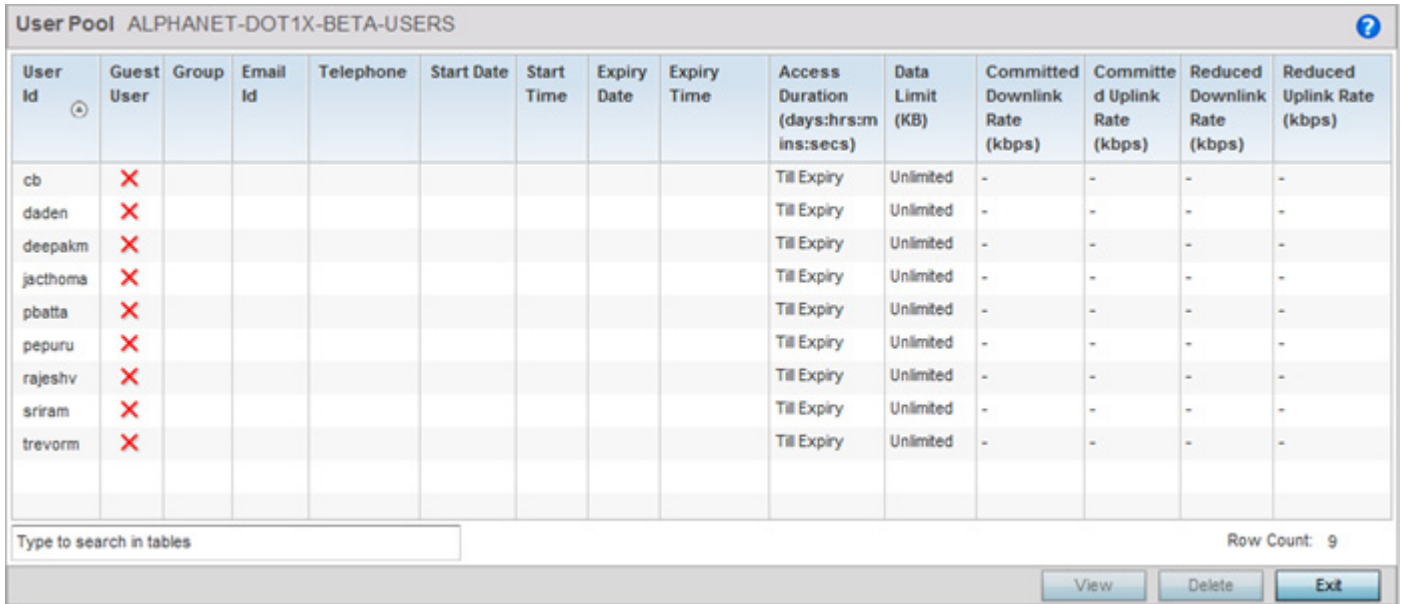 User Pool ALPHANET-DOT1X-BETA-USERS ?
User Id Guest User Group Email Id Telephone Start Date Start Time Expiry Date Expiry Time Access Duration (days:hrs:mins:secs) Data Limit (KB) Committed Downlink Rate (kbps) Committed Uplink Rate (kbps) Reduced Downlink Rate (kbps) Reduced Uplink Rate (kbps)
cb Till Expiry Unlimited - - - -
daden Till Expiry Unlimited - - - -
deepakm Till Expiry Unlimited - - - -
jacthoma Till Expiry Unlimited - - - -
pbatta Till Expiry Unlimited - - - -
pepuru Till Expiry Unlimited - - - -
rajeshv Till Expiry Unlimited - - - -
sriram Till Expiry Unlimited - - - -
trevorm Till Expiry Unlimited - - - -
Type to search in tables Row Count: 9
View Delete Exit